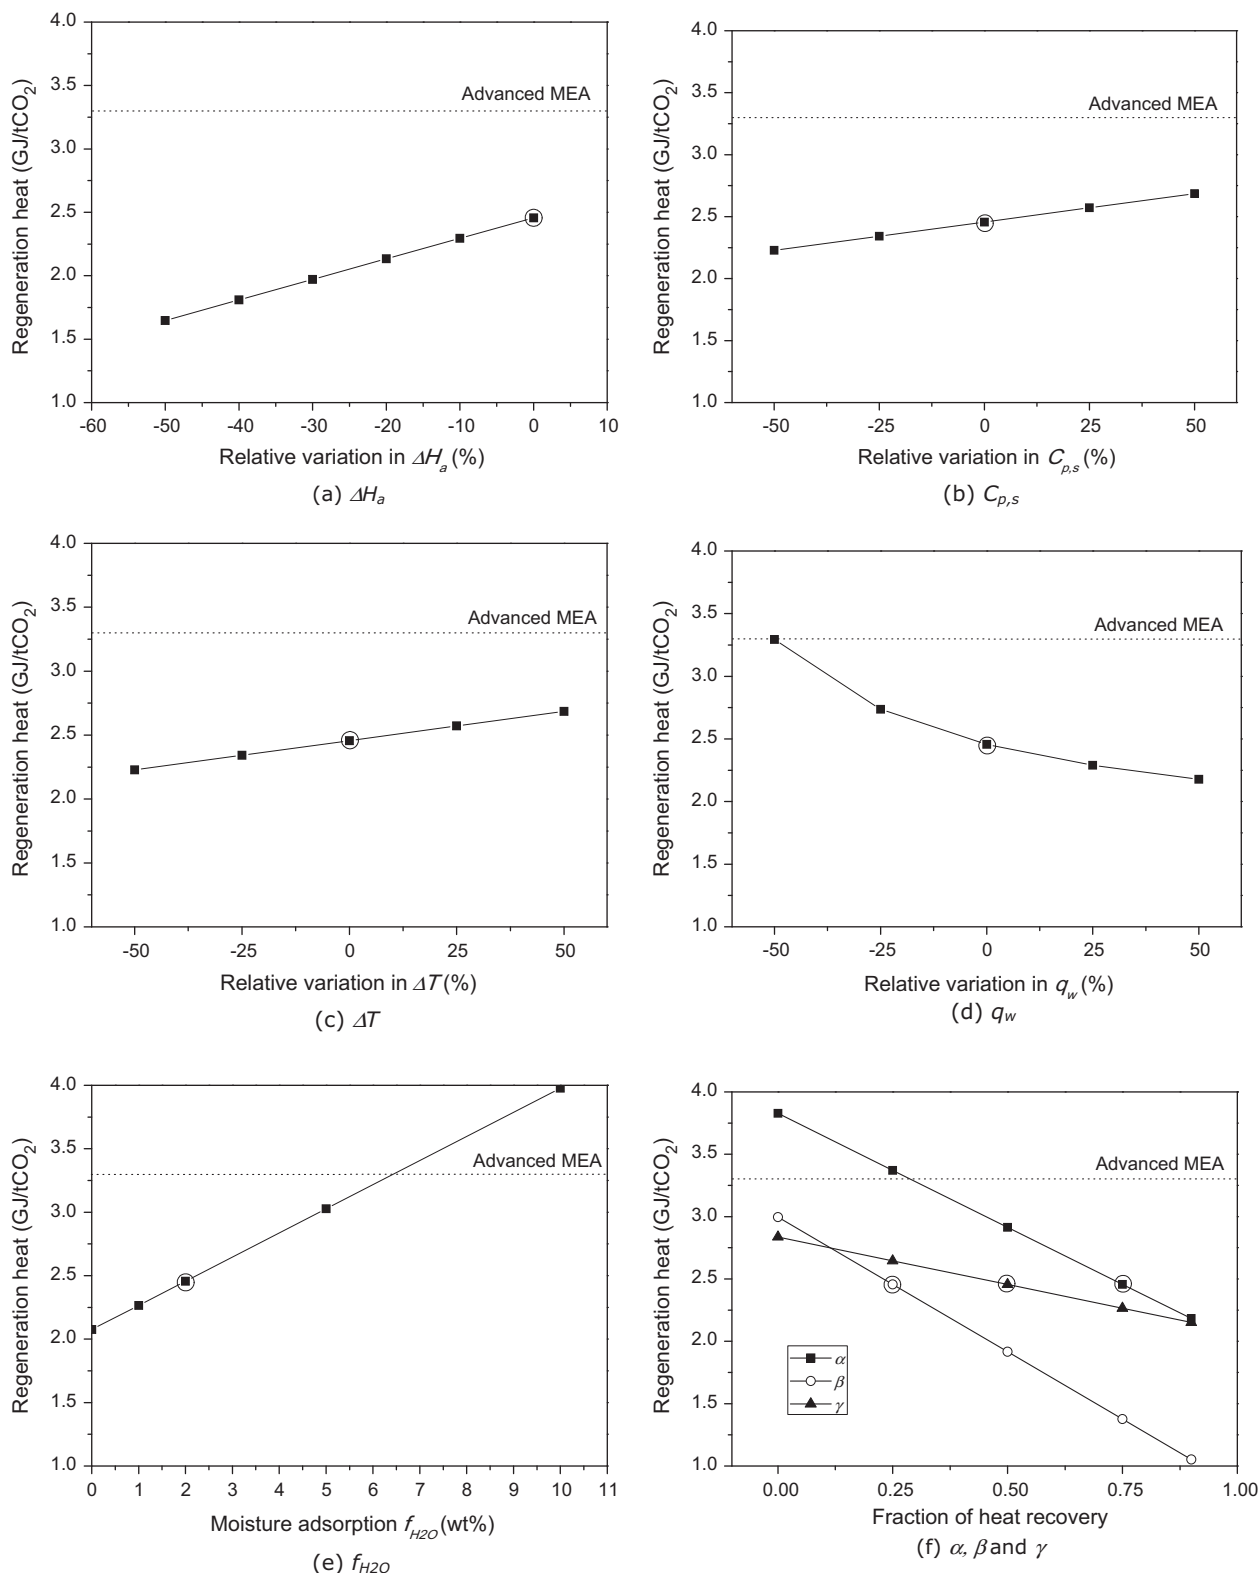 4.0
3.5
3.0
2.5
2.0
1.5
1.0
Regeneration heat (GJ/tCO2)
Advanced MEA
-60 -50 -40 -30 -20 -10 0 10
Relative variation in ΔHa (%)
(a) ΔHa
4.0
3.5
3.0
2.5
2.0
1.5
1.0
Regeneration heat (GJ/tCO2)
Advanced MEA
-50 -25 0 25 50
Relative variation in Cp,s (%)
(b) Cp,s
4.0
3.5
3.0
2.5
2.0
1.5
1.0
Regeneration heat (GJ/tCO2)
Advanced MEA
-50 -25 0 25 50
Relative variation in ΔT (%)
(c) ΔT
4.0
3.5
3.0
2.5
2.0
1.5
1.0
Regeneration heat (GJ/tCO2)
Advanced MEA
-50 -25 0 25 50
Relative variation in qw (%)
(d) qw
4.0
3.5
3.0
2.5
2.0
1.5
1.0
Regeneration heat (GJ/tCO2)
Advanced MEA
0 1 2 3 4 5 6 7 8 9 10 11
Moisture adsorption fH2O (wt%)
(e) fH2O
4.0
3.5
3.0
2.5
2.0
1.5
1.0
Regeneration heat (GJ/tCO2)
Advanced MEA
α
β
γ
0.00 0.25 0.50 0.75 1.00
Fraction of heat recovery
(f) α, β and γ